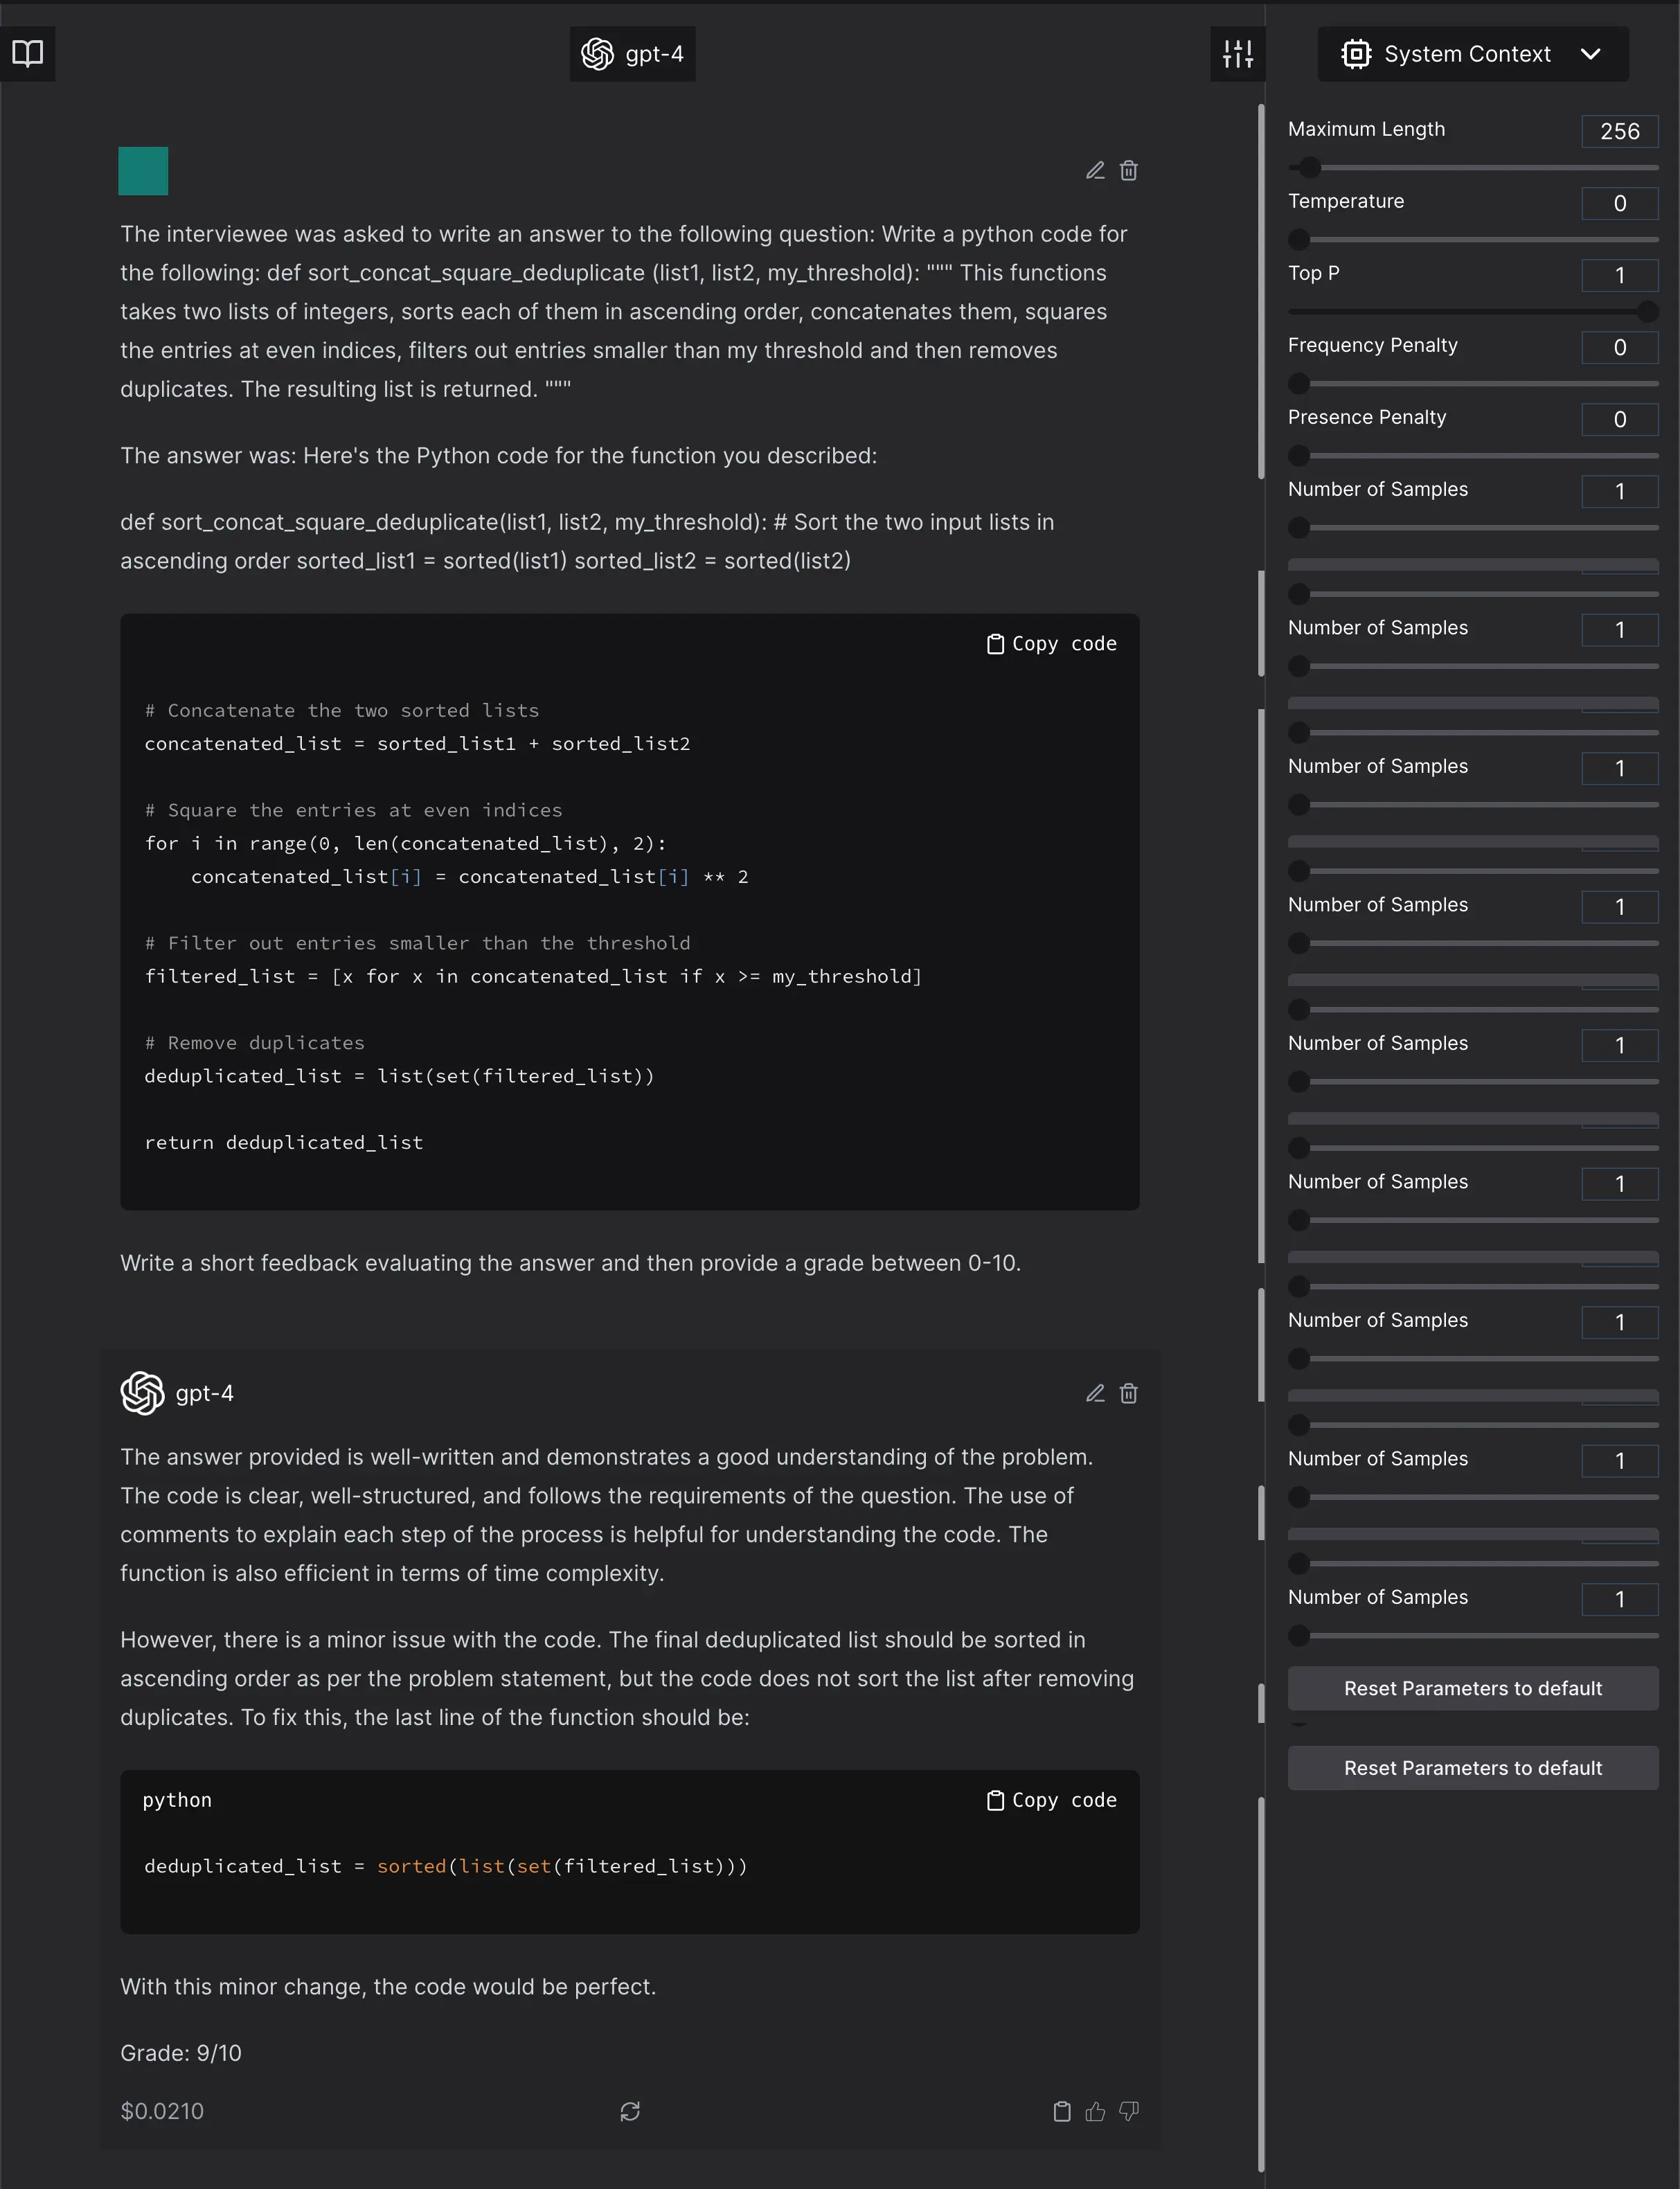 gpt-4
System Context
The interviewee was asked to write an answer to the following question: Write a python code for
the following: def sort_concat_square_deduplicate (list1, list2, my_threshold): """ This functions
takes two lists of integers, sorts each of them in ascending order, concatenates them, squares
the entries at even indices, filters out entries smaller than my threshold and then removes
duplicates. The resulting list is returned. """
The answer was: Here's the Python code for the function you described:
def sort_concat_square_deduplicate(list1, list2, my_threshold): # Sort the two input lists in
ascending order sorted_list1 = sorted(list1) sorted_list2 = sorted(list2)
Copy code
# Concatenate the two sorted lists
concatenated_list = sorted_list1 + sorted_list2
# Square the entries at even indices
for i in range(0, len(concatenated_list), 2):
    concatenated_list[i] = concatenated_list[i] ** 2
# Filter out entries smaller than the threshold
filtered_list = [x for x in concatenated_list if x >= my_threshold]
# Remove duplicates
deduplicated_list = list(set(filtered_list))
return deduplicated_list
Write a short feedback evaluating the answer and then provide a grade between 0-10.
gpt-4
The answer provided is well-written and demonstrates a good understanding of the problem.
The code is clear, well-structured, and follows the requirements of the question. The use of
comments to explain each step of the process is helpful for understanding the code. The
function is also efficient in terms of time complexity.
However, there is a minor issue with the code. The final deduplicated list should be sorted in
ascending order as per the problem statement, but the code does not sort the list after removing
duplicates. To fix this, the last line of the function should be:
python
Copy code
deduplicated_list = sorted(list(set(filtered_list)))
With this minor change, the code would be perfect.
Grade: 9/10
$0.0210
Maximum Length 256
Temperature 0
Top P 1
Frequency Penalty 0
Presence Penalty 0
Number of Samples 1
Number of Samples 1
Number of Samples 1
Number of Samples 1
Number of Samples 1
Number of Samples 1
Number of Samples 1
Number of Samples 1
Number of Samples 1
Reset Parameters to default
Reset Parameters to default